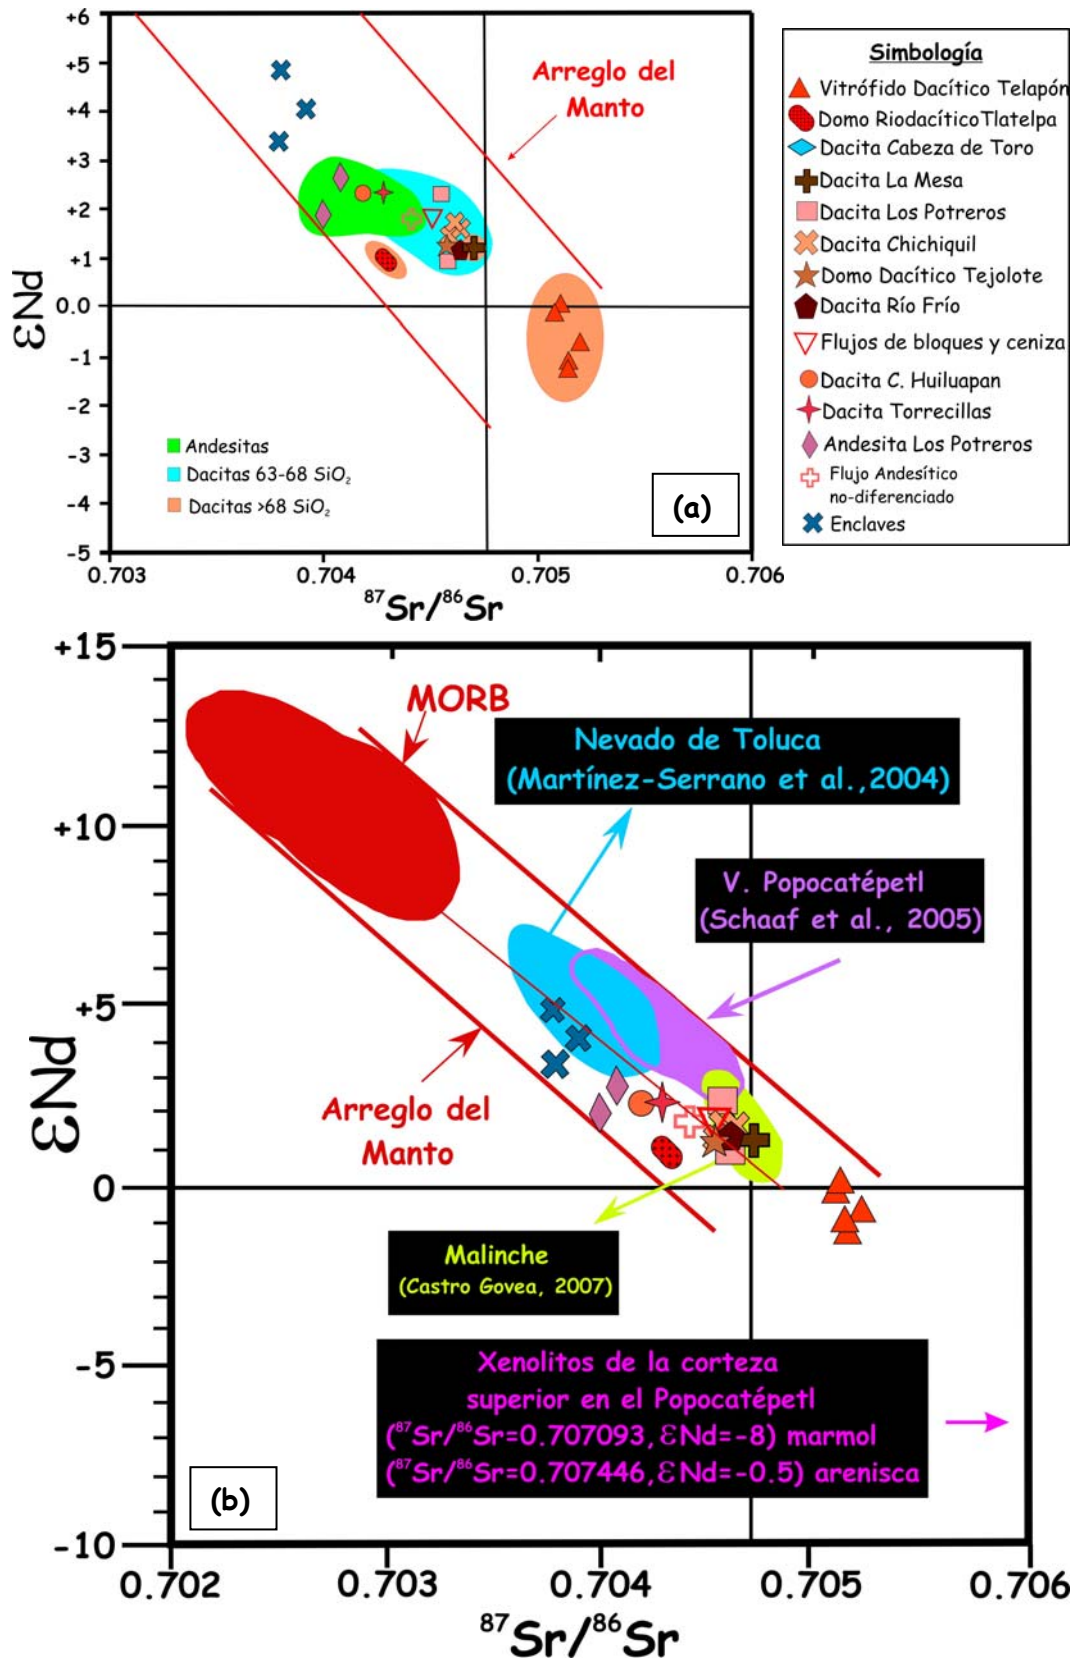 +6
+5
+4
+3
+2
+1
0.0
-1
-2
-3
-4
-5
εNd
Arreglo del
Manto
Andesitas
Dacitas 63-68 SiO₂
Dacitas >68 SiO₂
(a)
0.703
0.704
0.705
0.706
⁸⁷Sr/⁸⁶Sr
Simbología
Vitrófido Dacítico Telapón
Domo RiodacíticoTlatelpa
Dacita Cabeza de Toro
Dacita La Mesa
Dacita Los Potreros
Dacita Chichiquil
Domo Dacítico Tejolote
Dacita Río Frío
Flujos de bloques y ceniza
Dacita C. Huiluapan
Dacita Torrecillas
Andesita Los Potreros
Flujo Andesítico
no-diferenciado
Enclaves
+15
+10
+5
0
-5
-10
εNd
MORB
Nevado de Toluca
(Martínez-Serrano et al.,2004)
V. Popocatépetl
(Schaaf et al., 2005)
Arreglo del
Manto
Malinche
(Castro Govea, 2007)
Xenolitos de la corteza
superior en el Popocatépetl
(⁸⁷Sr/⁸⁶Sr=0.707093, εNd=-8) marmol
(⁸⁷Sr/⁸⁶Sr=0.707446, εNd=-0.5) arenisca
(b)
0.702
0.703
0.704
0.705
0.706
⁸⁷Sr/⁸⁶Sr